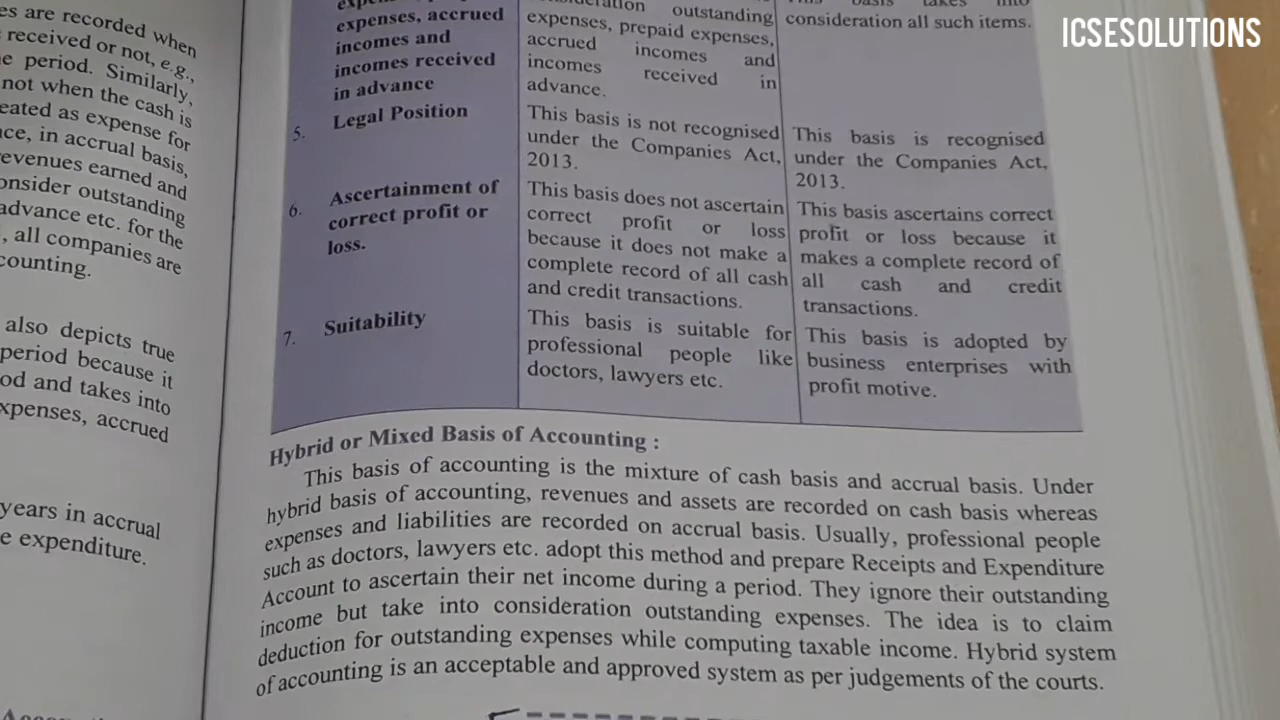 ICSESOLUTIONS
es are recorded when
received or not, e.g.,
e period. Similarly,
not when the cash is
eated as expense for
ce, in accrual basis,
evenues earned and
onsider outstanding
advance etc. for the
, all companies are
counting.
also depicts true
period because it
od and takes into
xpenses, accrued
years in accrual
e expenditure.
expenses, accrued
incomes and
incomes received
in advance
outstanding
expenses, prepaid expenses,
accrued incomes and
incomes received in
advance.
consideration all such items.
5. Legal Position
This basis is not recognised
under the Companies Act,
2013.
This basis is recognised
under the Companies Act,
2013.
6. Ascertainment of
correct profit or
loss.
This basis does not ascertain
correct profit or loss
because it does not make a
complete record of all cash
and credit transactions.
This basis ascertains correct
profit or loss because it
makes a complete record of
all cash and credit
transactions.
7. Suitability
This basis is suitable for
professional people like
doctors, lawyers etc.
This basis is adopted by
business enterprises with
profit motive.
Hybrid or Mixed Basis of Accounting :
This basis of accounting is the mixture of cash basis and accrual basis. Under
hybrid basis of accounting, revenues and assets are recorded on cash basis whereas
expenses and liabilities are recorded on accrual basis. Usually, professional people
such as doctors, lawyers etc. adopt this method and prepare Receipts and Expenditure
Account to ascertain their net income during a period. They ignore their outstanding
income but take into consideration outstanding expenses. The idea is to claim
deduction for outstanding expenses while computing taxable income. Hybrid system
of accounting is an acceptable and approved system as per judgements of the courts.